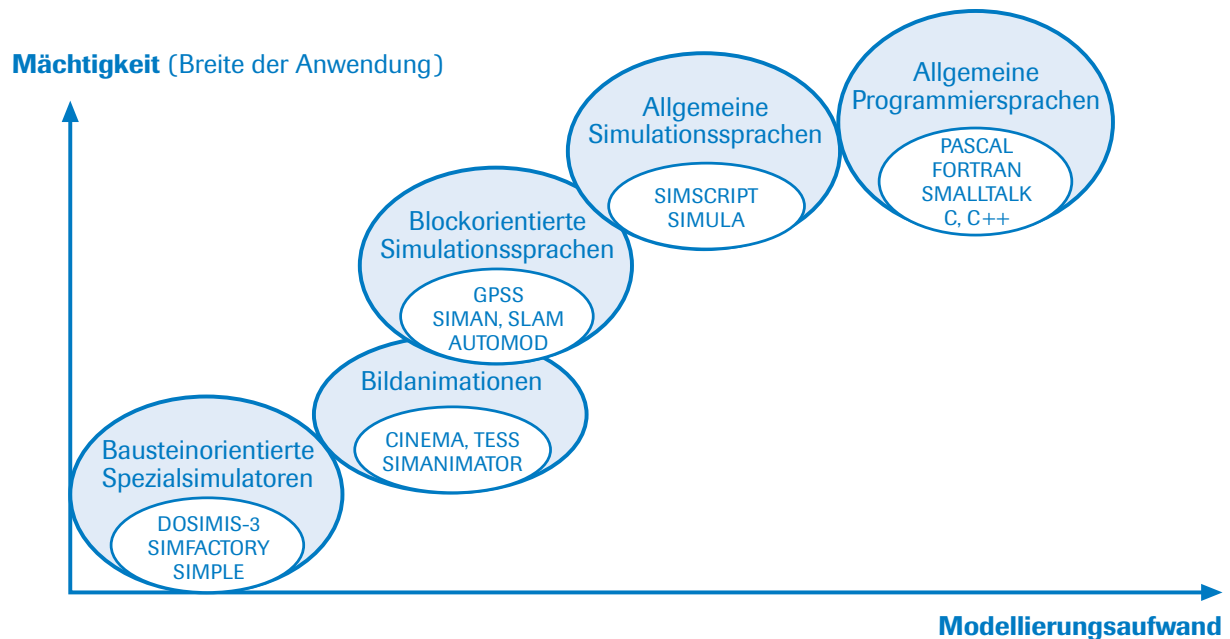 Mächtigkeit (Breite der Anwendung)
Allgemeine
Programmiersprachen
PASCAL
FORTRAN
SMALLTALK
C, C++
Allgemeine
Simulationssprachen
SIMSCRIPT
SIMULA
Blockorientierte
Simulationssprachen
GPSS
SIMAN, SLAM
AUTOMOD
Bildanimationen
CINEMA, TESS
SIMANIMATOR
Bausteinorientierte
Spezialsimulatoren
DOSIMIS-3
SIMFACTORY
SIMPLE
Modellierungsaufwand